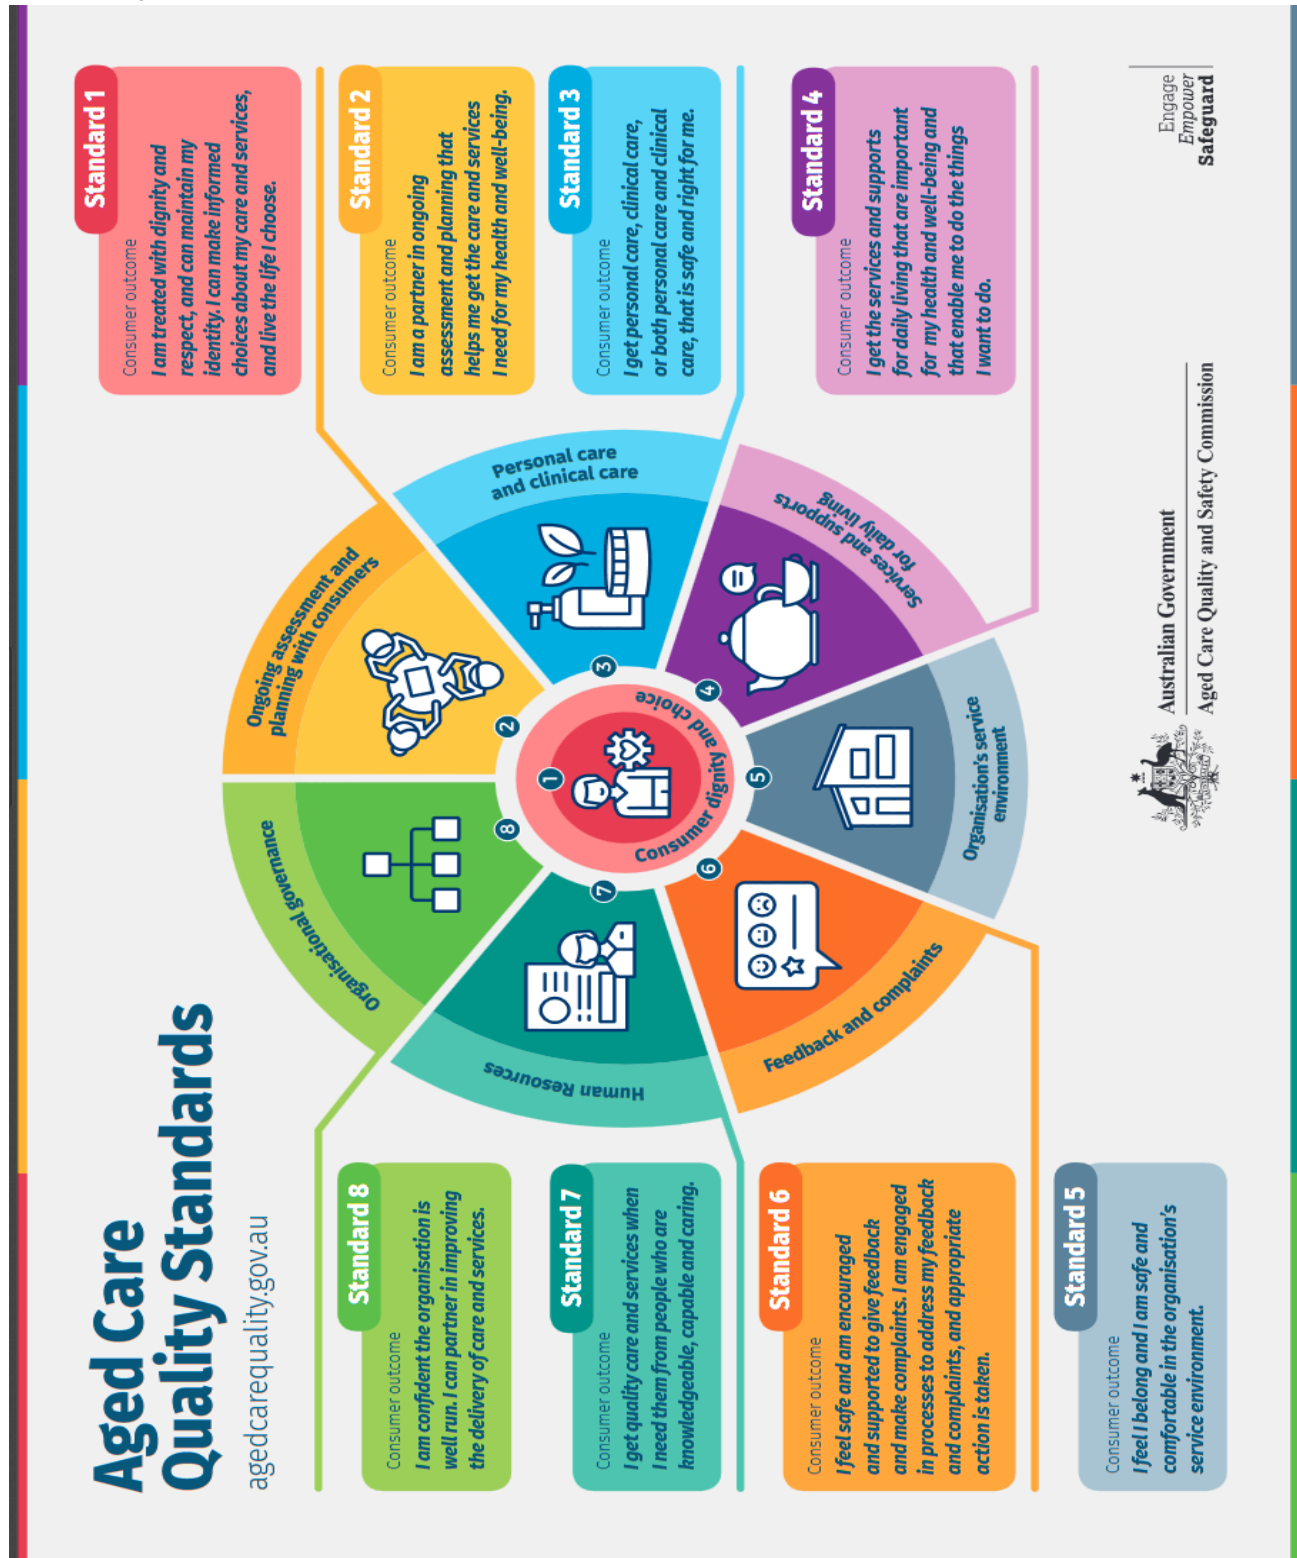 Aged Care
Quality Standards
agedcarequality.gov.au
Standard 1
Consumer outcome
I am treated with dignity and
respect, and can maintain my
identity. I can make informed
choices about my care and services,
and live the life I choose.
Standard 2
Consumer outcome
I am a partner in ongoing
assessment and planning that
helps me get the care and services
I need for my health and well-being.
Standard 3
Consumer outcome
I get personal care, clinical care,
or both personal care and clinical
care, that is safe and right for me.
Standard 4
Consumer outcome
I get the services and supports
for daily living that are important
for my health and well-being and
that enable me to do the things
I want to do.
Standard 8
Consumer outcome
I am confident the organisation is
well run. I can partner in improving
the delivery of care and services.
Standard 7
Consumer outcome
I get quality care and services when
I need them from people who are
knowledgeable, capable and caring.
Standard 6
Consumer outcome
I feel safe and am encouraged
and supported to give feedback
and make complaints. I am engaged
in processes to address my feedback
and complaints, and appropriate
action is taken.
Standard 5
Consumer outcome
I feel I belong and I am safe and
comfortable in the organisation's
service environment.
1
Consumer dignity and choice
2
Ongoing assessment and
planning with consumers
3
Personal care
and clinical care
4
Services and supports
for daily living
5
Organisation's service
environment
6
Feedback and complaints
7
Human Resources
8
Organisational governance
Australian Government
Aged Care Quality and Safety Commission
Engage
Empower
Safeguard